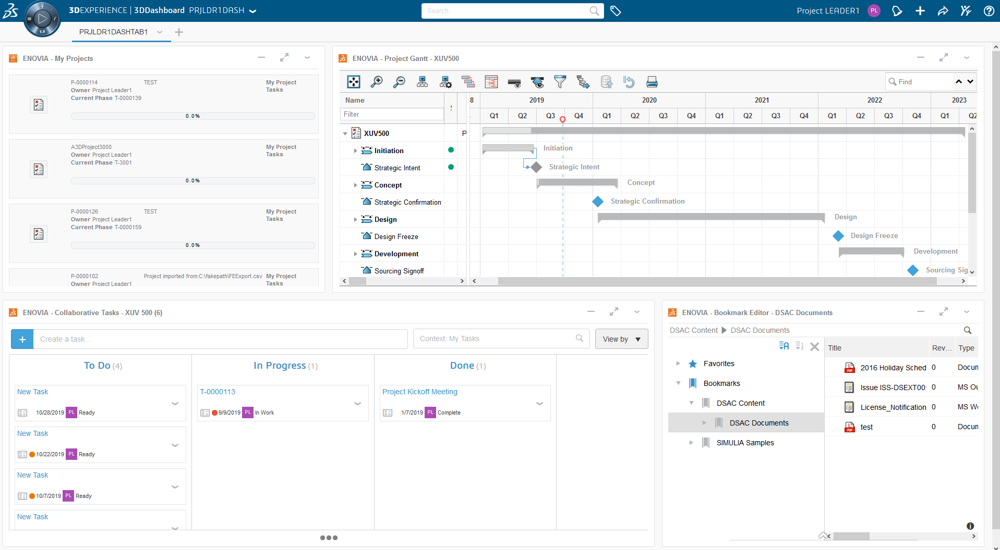 3DEXPERIENCE | 3DDashboard PRJLDR1DASH
Search
Project LEADER1
PL
3D
V.R
PRJLDR1DASHTAB1
ENOVIA - My Projects
P-0000114 TEST My Project Tasks
Owner Project Leader1
Current Phase T-0000139
0.0%
A3DProject3000 My Project Tasks
Owner Project Leader1
Current Phase T-3001
0.0%
P-0000126 TEST My Project Tasks
Owner Project Leader1
Current Phase T-0000159
0.0%
P-0000102 Project imported from:C:\fakepath\FEExport.csv My Project Tasks
Owner Project Leader1
ENOVIA - Project Gantt - XUV500
Find
Name
Filter
8 2019 2020 2021 2022 2023
Q1 Q2 Q3 Q4 Q1 Q2 Q3 Q4 Q1 Q2 Q3 Q4 Q1 Q2 Q3 Q4 Q1 Q2
XUV500 P
Initiation Initiation
Strategic Intent Strategic Intent
Concept Concept
Strategic Confirmation Strategic Confirmation
Design Design
Design Freeze Design Freeze
Development Development
Sourcing Signoff Sourcing Sig
ENOVIA - Collaborative Tasks - XUV 500 (6)
+ Create a task...
Context: My Tasks
View by
To Do (4)
New Task
10/28/2019 PL Ready
New Task
10/22/2019 PL Ready
New Task
10/7/2019 PL Ready
New Task
In Progress (1)
T-0000113
9/9/2019 PL In Work
Done (1)
Project Kickoff Meeting
1/7/2019 PL Complete
ENOVIA - Bookmark Editor - DSAC Documents
DSAC Content DSAC Documents
Favorites
Bookmarks
DSAC Content
DSAC Documents
SIMULIA Samples
Title Rev... Type
2016 Holiday Sched 0 Docum
Issue ISS-DSEXT00 0 MS Ou
License_Notification 0 MS Wo
test 0 Docum